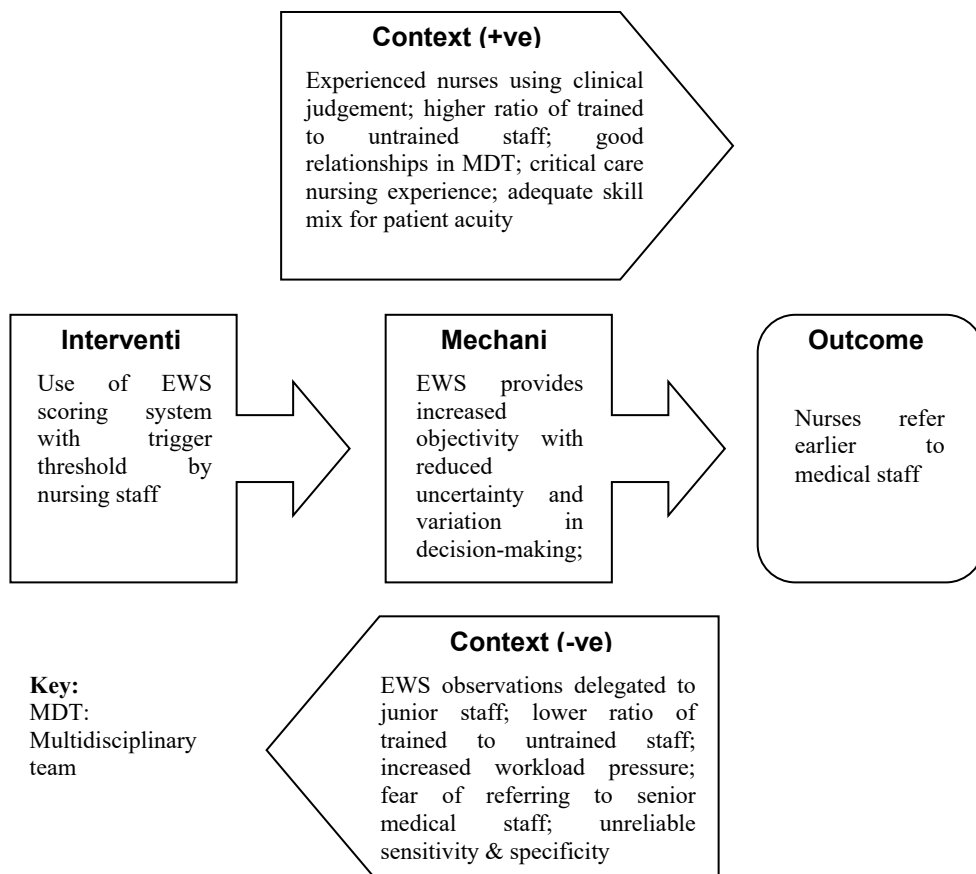 Context (+ve)
Experienced nurses using clinical
judgement; higher ratio of trained
to untrained staff; good
relationships in MDT; critical care
nursing experience; adequate skill
mix for patient acuity
Interventi
Use of EWS
scoring system
with trigger
threshold by
nursing staff
Mechani
EWS provides
increased
objectivity with
reduced
uncertainty and
variation in
decision-making;
Outcome
Nurses refer
earlier to
medical staff
Key:
MDT:
Multidisciplinary
team
Context (-ve)
EWS observations delegated to
junior staff; lower ratio of
trained to untrained staff;
increased workload pressure;
fear of referring to senior
medical staff; unreliable
sensitivity & specificity